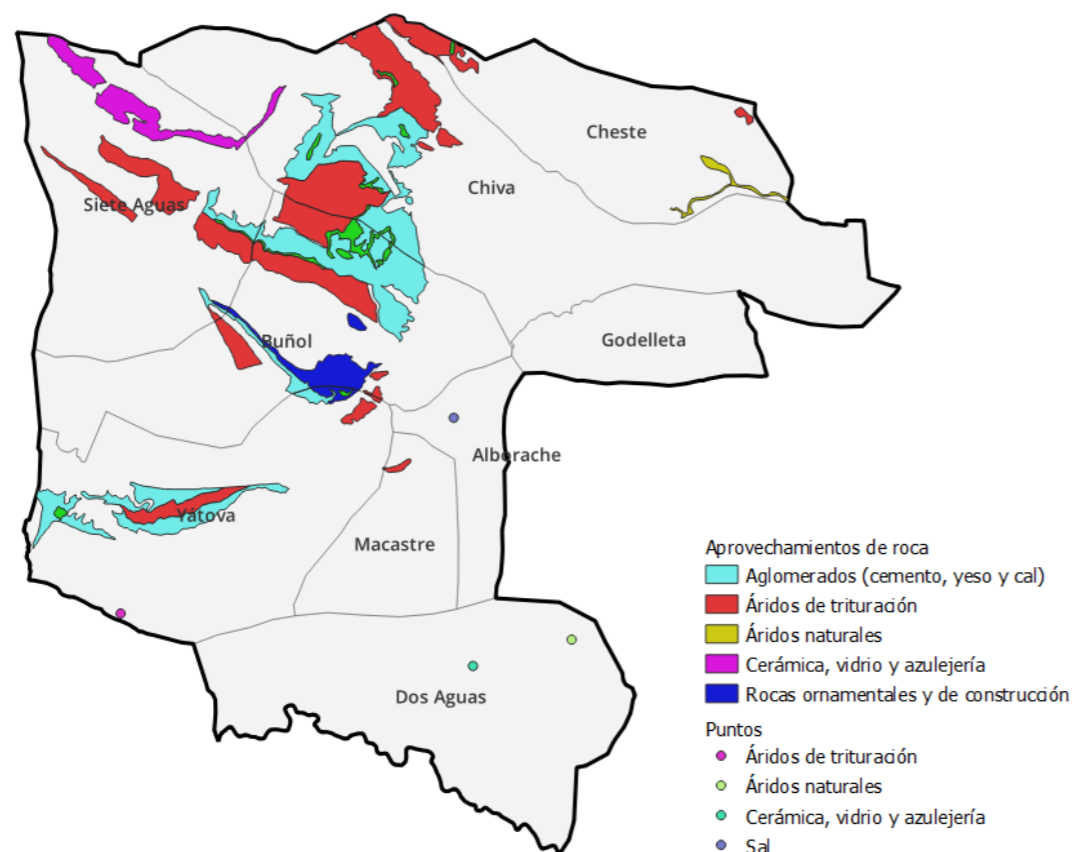 Cheste
Chiva
Siete Aguas
Buñol
Godelleta
Alborache
Yátova
Macastre
Dos Aguas
Aprovechamientos de roca
Aglomerados (cemento, yeso y cal)
Áridos de trituración
Áridos naturales
Cerámica, vidrio y azulejería
Rocas ornamentales y de construcción
Puntos
Áridos de trituración
Áridos naturales
Cerámica, vidrio y azulejería
Sal